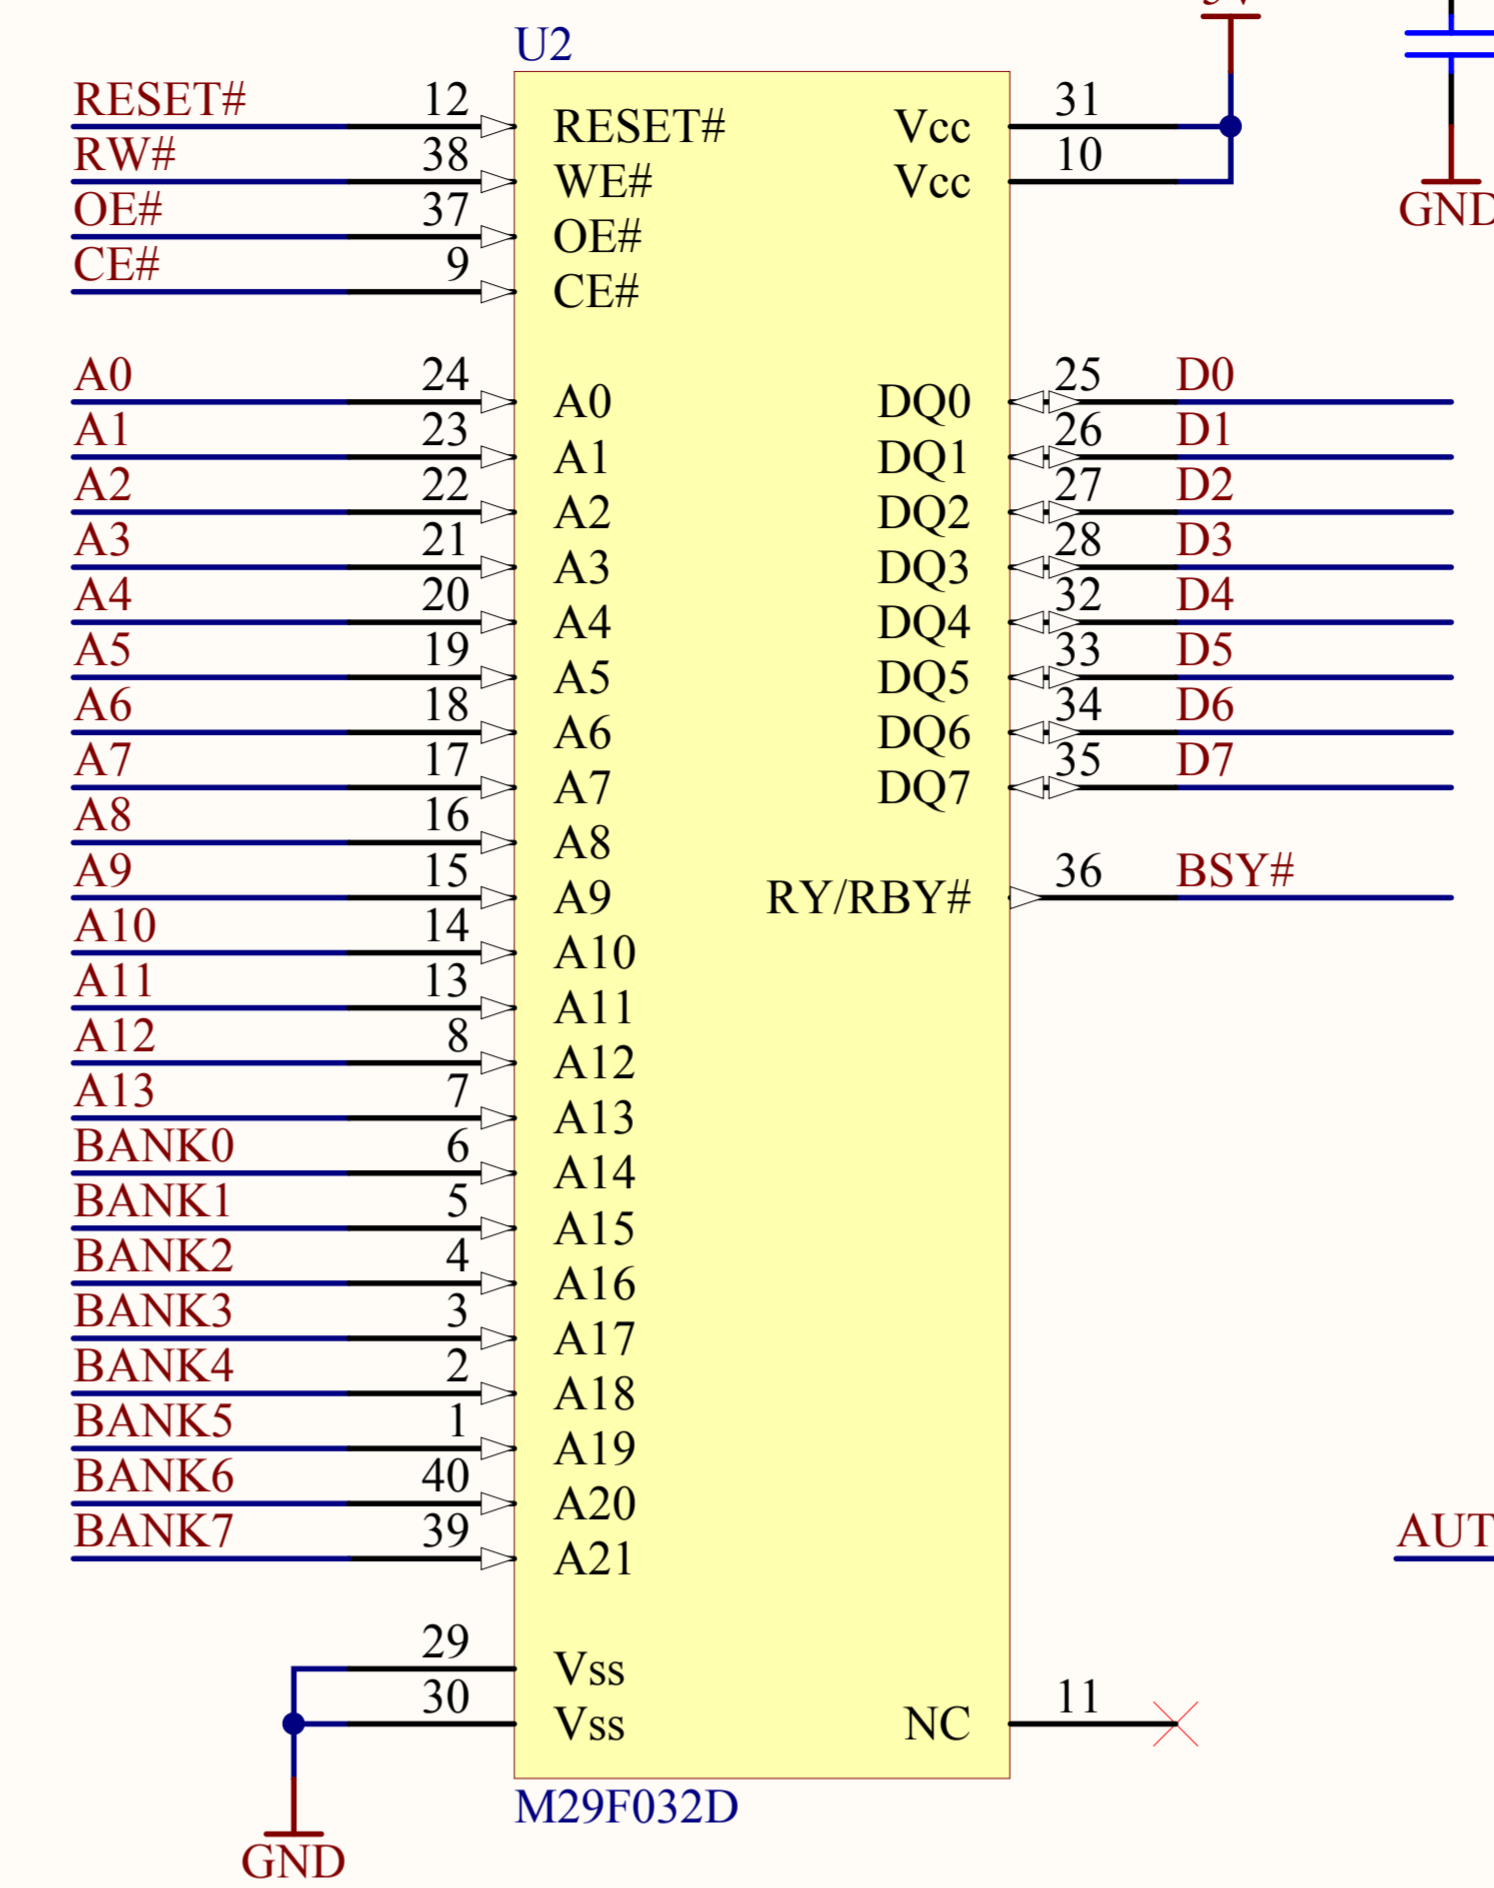 5V
U2
RESET# 12 RESET# Vcc 31
RW# 38 WE# Vcc 10
OE# 37 OE#
CE# 9 CE#
GND
A0 24 A0 DQ0 25 D0
A1 23 A1 DQ1 26 D1
A2 22 A2 DQ2 27 D2
A3 21 A3 DQ3 28 D3
A4 20 A4 DQ4 32 D4
A5 19 A5 DQ5 33 D5
A6 18 A6 DQ6 34 D6
A7 17 A7 DQ7 35 D7
A8 16 A8
A9 15 A9 RY/RBY# 36 BSY#
A10 14 A10
A11 13 A11
A12 8 A12
A13 7 A13
BANK0 6 A14
BANK1 5 A15
BANK2 4 A16
BANK3 3 A17
BANK4 2 A18
BANK5 1 A19
BANK6 40 A20
BANK7 39 A21
AUT
29 Vss
30 Vss NC 11
M29F032D
GND